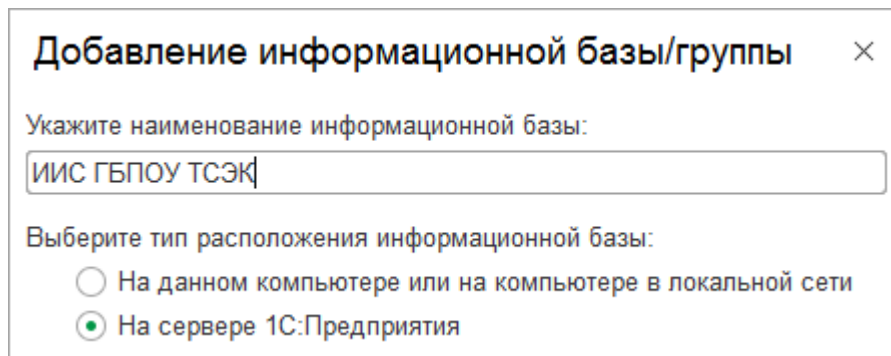 Добавление информационной базы/группы
Укажите наименование информационной базы:
ИИС ГБПОУ ТСЭК
Выберите тип расположения информационной базы:
На данном компьютере или на компьютере в локальной сети
На сервере 1С:Предприятия